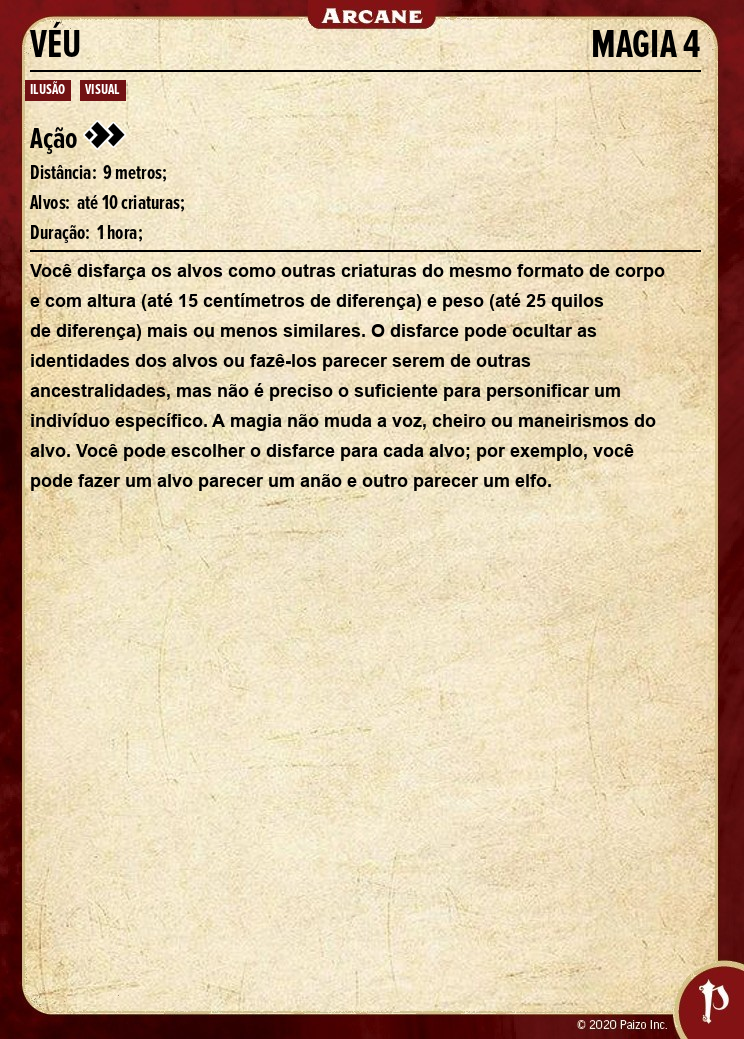 ARCANE
VÉU MAGIA 4
ILUSÃO VISUAL
Ação
Distância: 9 metros;
Alvos: até 10 criaturas;
Duração: 1 hora;
Você disfarça os alvos como outras criaturas do mesmo formato de corpo
e com altura (até 15 centímetros de diferença) e peso (até 25 quilos
de diferença) mais ou menos similares. O disfarce pode ocultar as
identidades dos alvos ou fazê-los parecer serem de outras
ancestralidades, mas não é preciso o suficiente para personificar um
indivíduo específico. A magia não muda a voz, cheiro ou maneirismos do
alvo. Você pode escolher o disfarce para cada alvo; por exemplo, você
pode fazer um alvo parecer um anão e outro parecer um elfo.
P
© 2020 Paizo Inc.